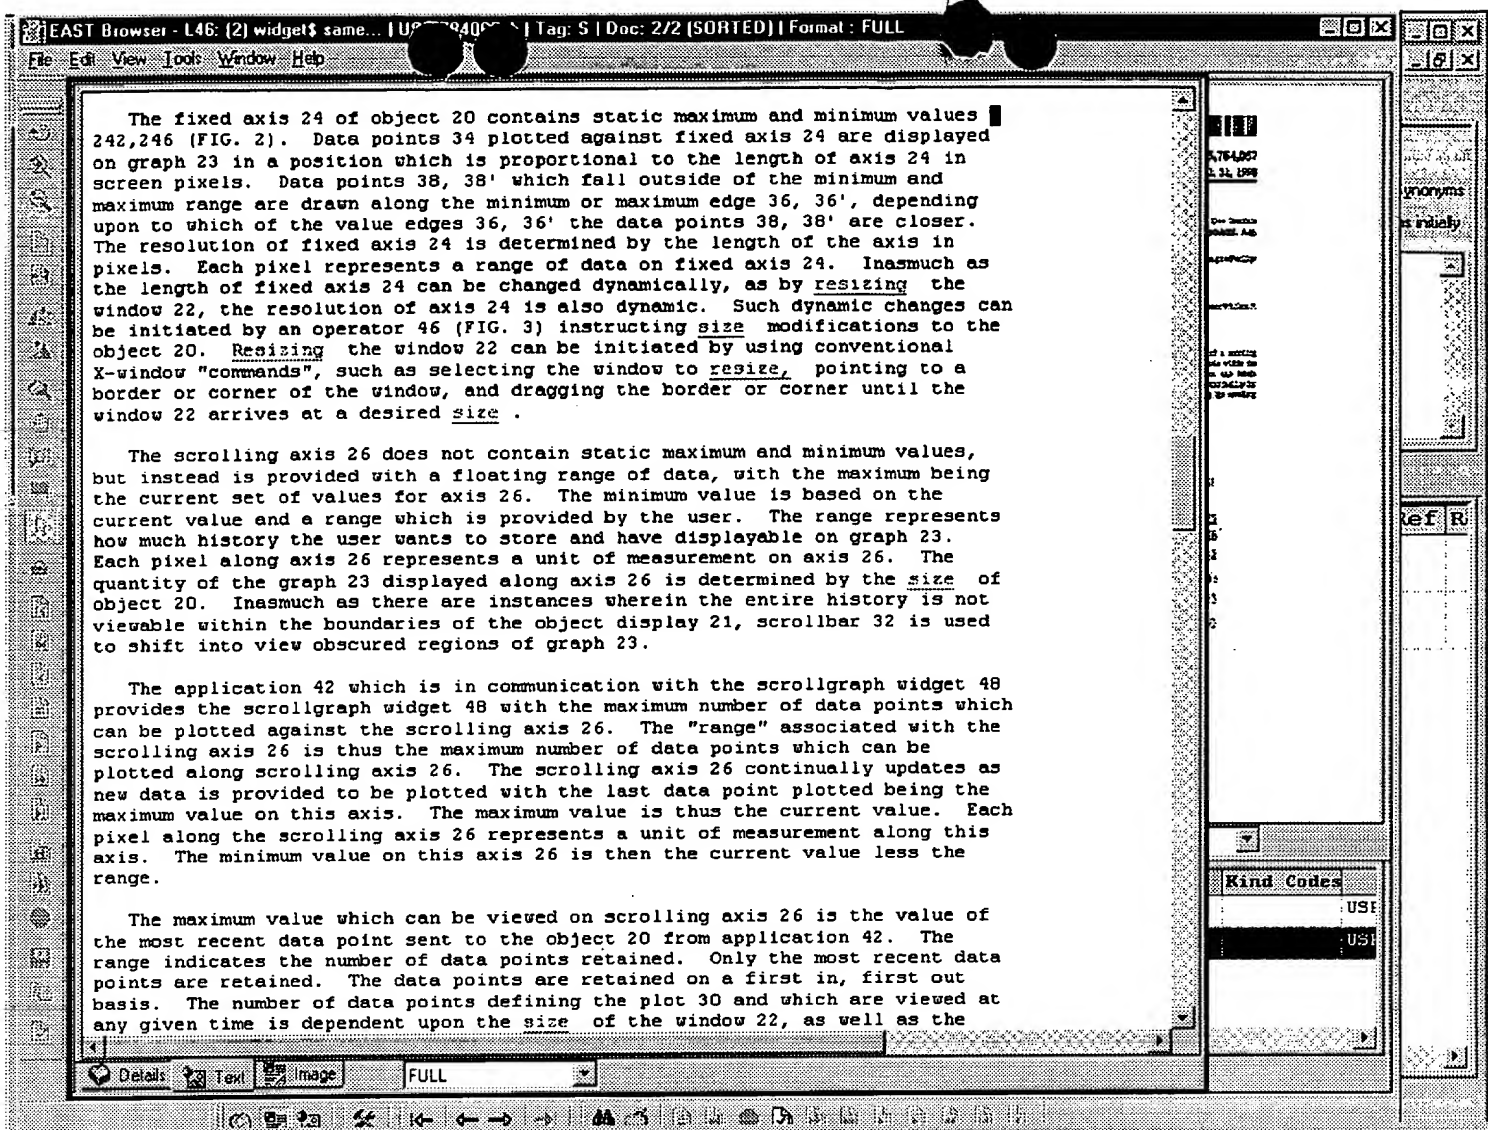 EAST Browser - L46: (2) widget$ same... | Tag: S | Doc: 2/2 (SORTED) | Format : FULL
File Edit View Tools Window Help
The fixed axis 24 of object 20 contains static maximum and minimum values
242,246 (FIG. 2).  Data points 34 plotted against fixed axis 24 are displayed
on graph 23 in a position which is proportional to the length of axis 24 in
screen pixels.  Data points 38, 38' which fall outside of the minimum and
maximum range are drawn along the minimum or maximum edge 36, 36', depending
upon to which of the value edges 36, 36' the data points 38, 38' are closer.
The resolution of fixed axis 24 is determined by the length of the axis in
pixels.  Each pixel represents a range of data on fixed axis 24.  Inasmuch as
the length of fixed axis 24 can be changed dynamically, as by resizing  the
window 22, the resolution of axis 24 is also dynamic.  Such dynamic changes can
be initiated by an operator 46 (FIG. 3) instructing size  modifications to the
object 20.  Resizing  the window 22 can be initiated by using conventional
X-window "commands", such as selecting the window to resize,  pointing to a
border or corner of the window, and dragging the border or corner until the
window 22 arrives at a desired size .
The scrolling axis 26 does not contain static maximum and minimum values,
but instead is provided with a floating range of data, with the maximum being
the current set of values for axis 26.  The minimum value is based on the
current value and a range which is provided by the user.  The range represents
how much history the user wants to store and have displayable on graph 23.
Each pixel along axis 26 represents a unit of measurement on axis 26.  The
quantity of the graph 23 displayed along axis 26 is determined by the size  of
object 20.  Inasmuch as there are instances wherein the entire history is not
viewable within the boundaries of the object display 21, scrollbar 32 is used
to shift into view obscured regions of graph 23.
The application 42 which is in communication with the scrollgraph widget 48
provides the scrollgraph widget 48 with the maximum number of data points which
can be plotted against the scrolling axis 26.  The "range" associated with the
scrolling axis 26 is thus the maximum number of data points which can be
plotted along scrolling axis 26.  The scrolling axis 26 continually updates as
new data is provided to be plotted with the last data point plotted being the
maximum value on this axis.  The maximum value is thus the current value.  Each
pixel along the scrolling axis 26 represents a unit of measurement along this
axis.  The minimum value on this axis 26 is then the current value less the
range.
The maximum value which can be viewed on scrolling axis 26 is the value of
the most recent data point sent to the object 20 from application 42.  The
range indicates the number of data points retained.  Only the most recent data
points are retained.  The data points are retained on a first in, first out
basis.  The number of data points defining the plot 30 and which are viewed at
any given time is dependent upon the size  of the window 22, as well as the
Details Text Image FULL
ynonyms
Ref
Kind Codes